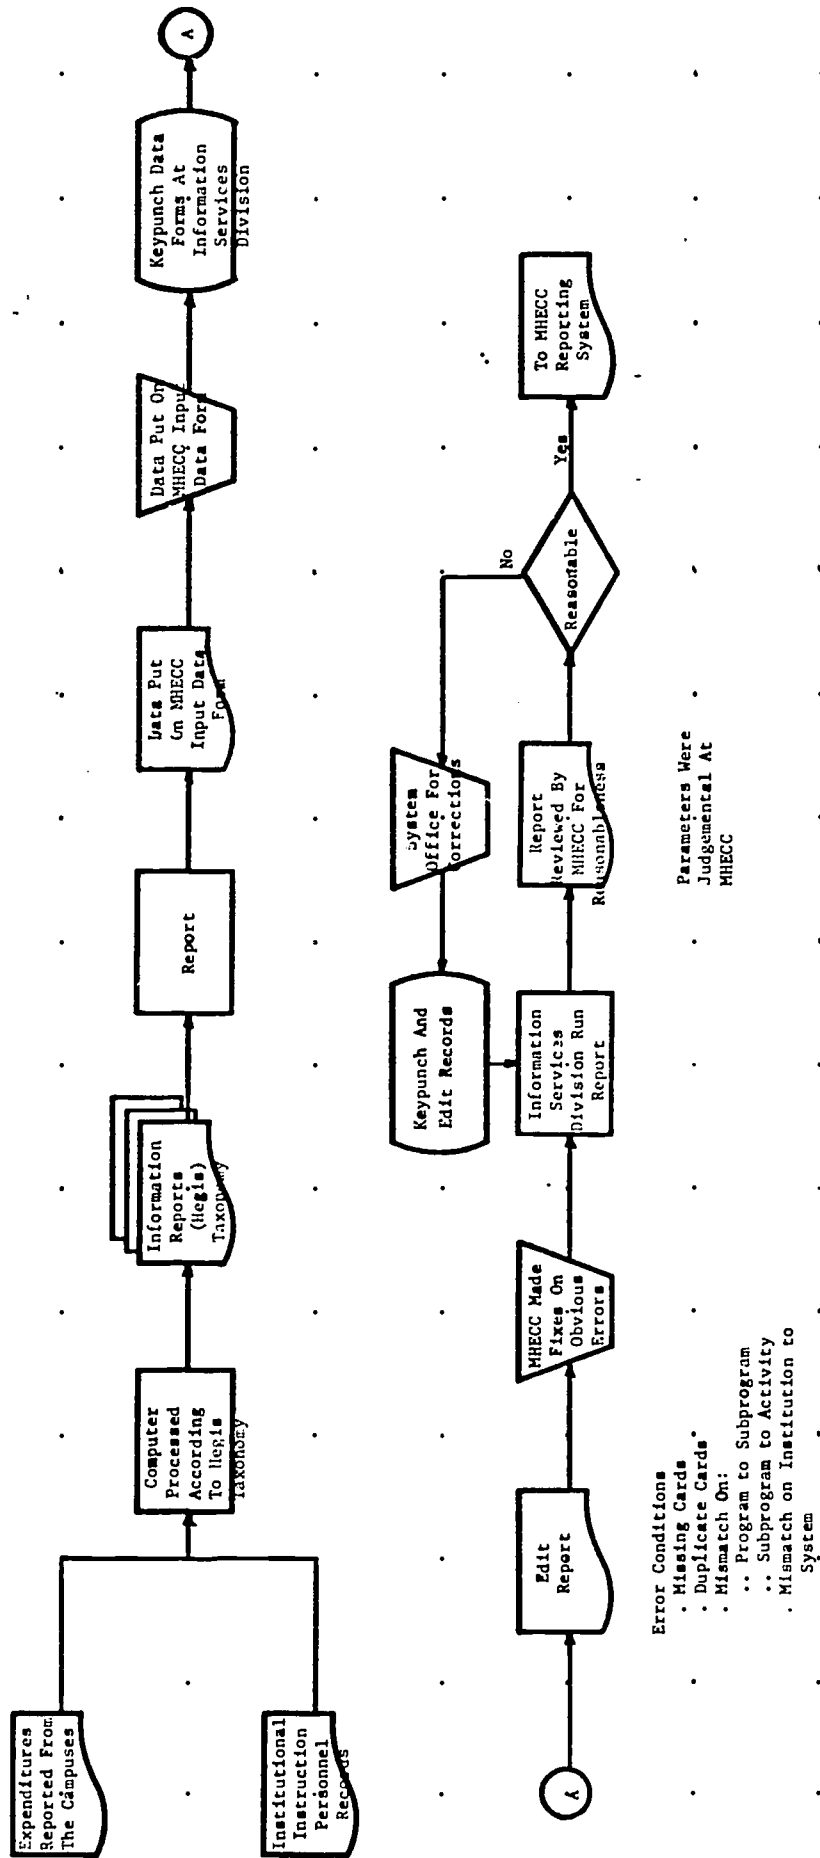 Expenditures
Reported From
The Campuses
Institutional
Instruction
Personnel
Records
Computer
Processed
According
To Hegis
Taxonomy
Information
Reports
(Hegis)
Taxonomy
Report
Data Put
On MHECC
Input Data
Form
Data Put On
MHECC Input
Data Form
Keypunch Data
Forms At
Information
Services
Division
A
A
Edit
Report
MHECC Made
Fixes On
Obvious
Errors
Information
Services
Division Run
Report
Keypunch And
Edit Records
System
Office For
Corrections
Report
Reviewed By
MHECC For
Reasonableness
Reasonable
No
Yes
To MHECC
Reporting
System
Error Conditions
. Missing Cards
. Duplicate Cards
. Mismatch On:
.. Program to Subprogram
.. Subprogram to Activity
. Mismatch on Institution to
System
Parameters Were
Judgemental At
MHECC